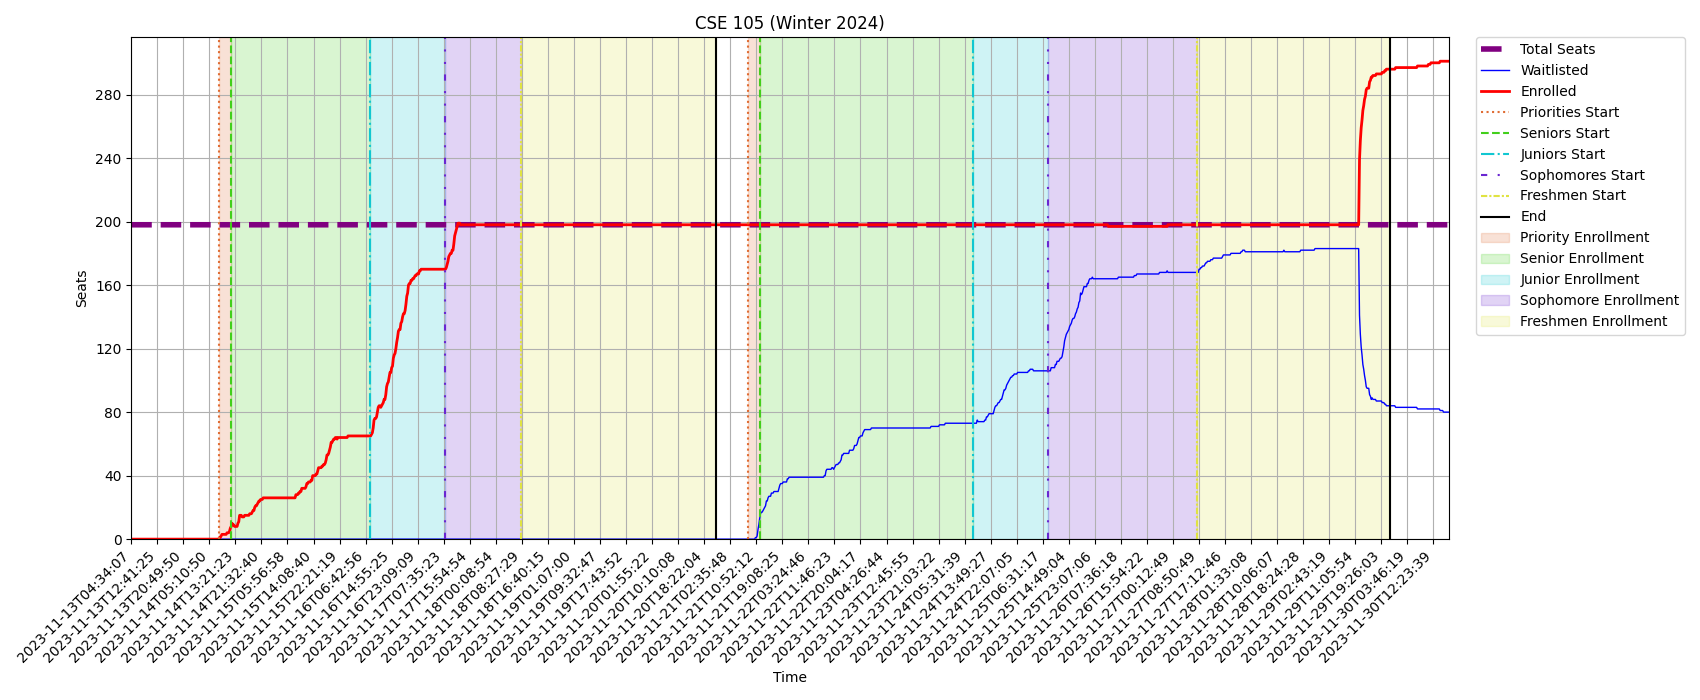 CSE 105 (Winter 2024)
Seats
280
240
200
160
120
80
40
0
2023-11-13T04:34:07
2023-11-13T12:41:25
2023-11-13T20:49:50
2023-11-14T05:10:50
2023-11-14T13:21:23
2023-11-14T21:32:40
2023-11-15T05:56:58
2023-11-15T14:08:40
2023-11-15T22:21:19
2023-11-16T06:42:56
2023-11-16T14:55:25
2023-11-16T23:09:09
2023-11-17T07:35:23
2023-11-17T15:54:54
2023-11-18T00:08:54
2023-11-18T08:27:29
2023-11-18T16:40:15
2023-11-19T01:07:00
2023-11-19T09:32:47
2023-11-19T17:43:52
2023-11-20T01:55:22
2023-11-20T10:10:08
2023-11-20T18:22:04
2023-11-21T02:35:48
2023-11-21T10:52:12
2023-11-21T19:08:25
2023-11-22T03:24:46
2023-11-22T11:46:23
2023-11-22T20:04:17
2023-11-23T04:26:44
2023-11-23T12:45:55
2023-11-23T21:03:22
2023-11-24T05:31:39
2023-11-24T13:49:27
2023-11-24T22:07:05
2023-11-25T06:31:17
2023-11-25T14:49:04
2023-11-25T23:07:06
2023-11-26T07:36:18
2023-11-26T15:54:22
2023-11-27T00:12:49
2023-11-27T08:50:49
2023-11-27T17:12:46
2023-11-28T01:33:08
2023-11-28T10:06:07
2023-11-28T18:24:28
2023-11-29T02:43:19
2023-11-29T11:05:54
2023-11-29T19:26:03
2023-11-30T03:46:19
2023-11-30T12:23:39
Time
Total Seats
Waitlisted
Enrolled
Priorities Start
Seniors Start
Juniors Start
Sophomores Start
Freshmen Start
End
Priority Enrollment
Senior Enrollment
Junior Enrollment
Sophomore Enrollment
Freshmen Enrollment